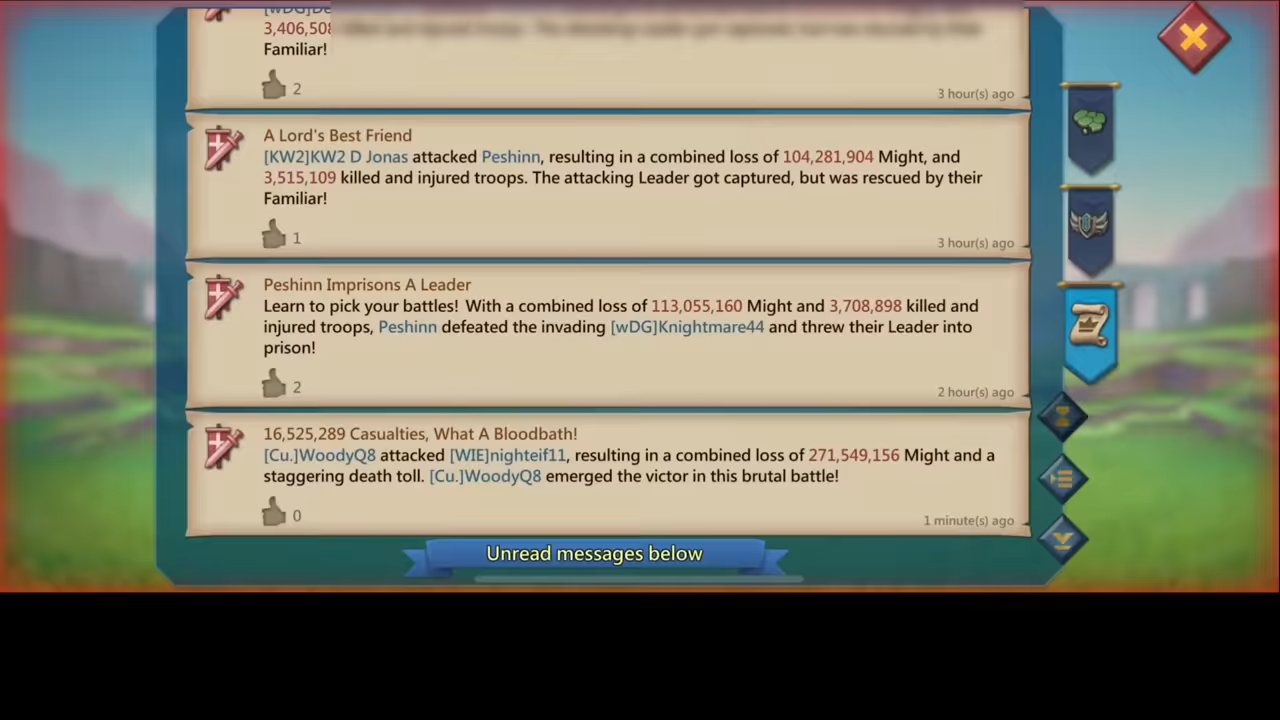 3,406,508
Familiar!
2
3 hour(s) ago
A Lord's Best Friend
[KW2]KW2 D Jonas attacked Peshinn, resulting in a combined loss of 104,281,904 Might, and
3,515,109 killed and injured troops. The attacking Leader got captured, but was rescued by their
Familiar!
1
3 hour(s) ago
Peshinn Imprisons A Leader
Learn to pick your battles! With a combined loss of 113,055,160 Might and 3,708,898 killed and
injured troops, Peshinn defeated the invading [wDG]Knightmare44 and threw their Leader into
prison!
2
2 hour(s) ago
16,525,289 Casualties, What A Bloodbath!
[Cu.]WoodyQ8 attacked [WIE]nighteif11, resulting in a combined loss of 271,549,156 Might and a
staggering death toll. [Cu.]WoodyQ8 emerged the victor in this brutal battle!
0
1 minute(s) ago
Unread messages below